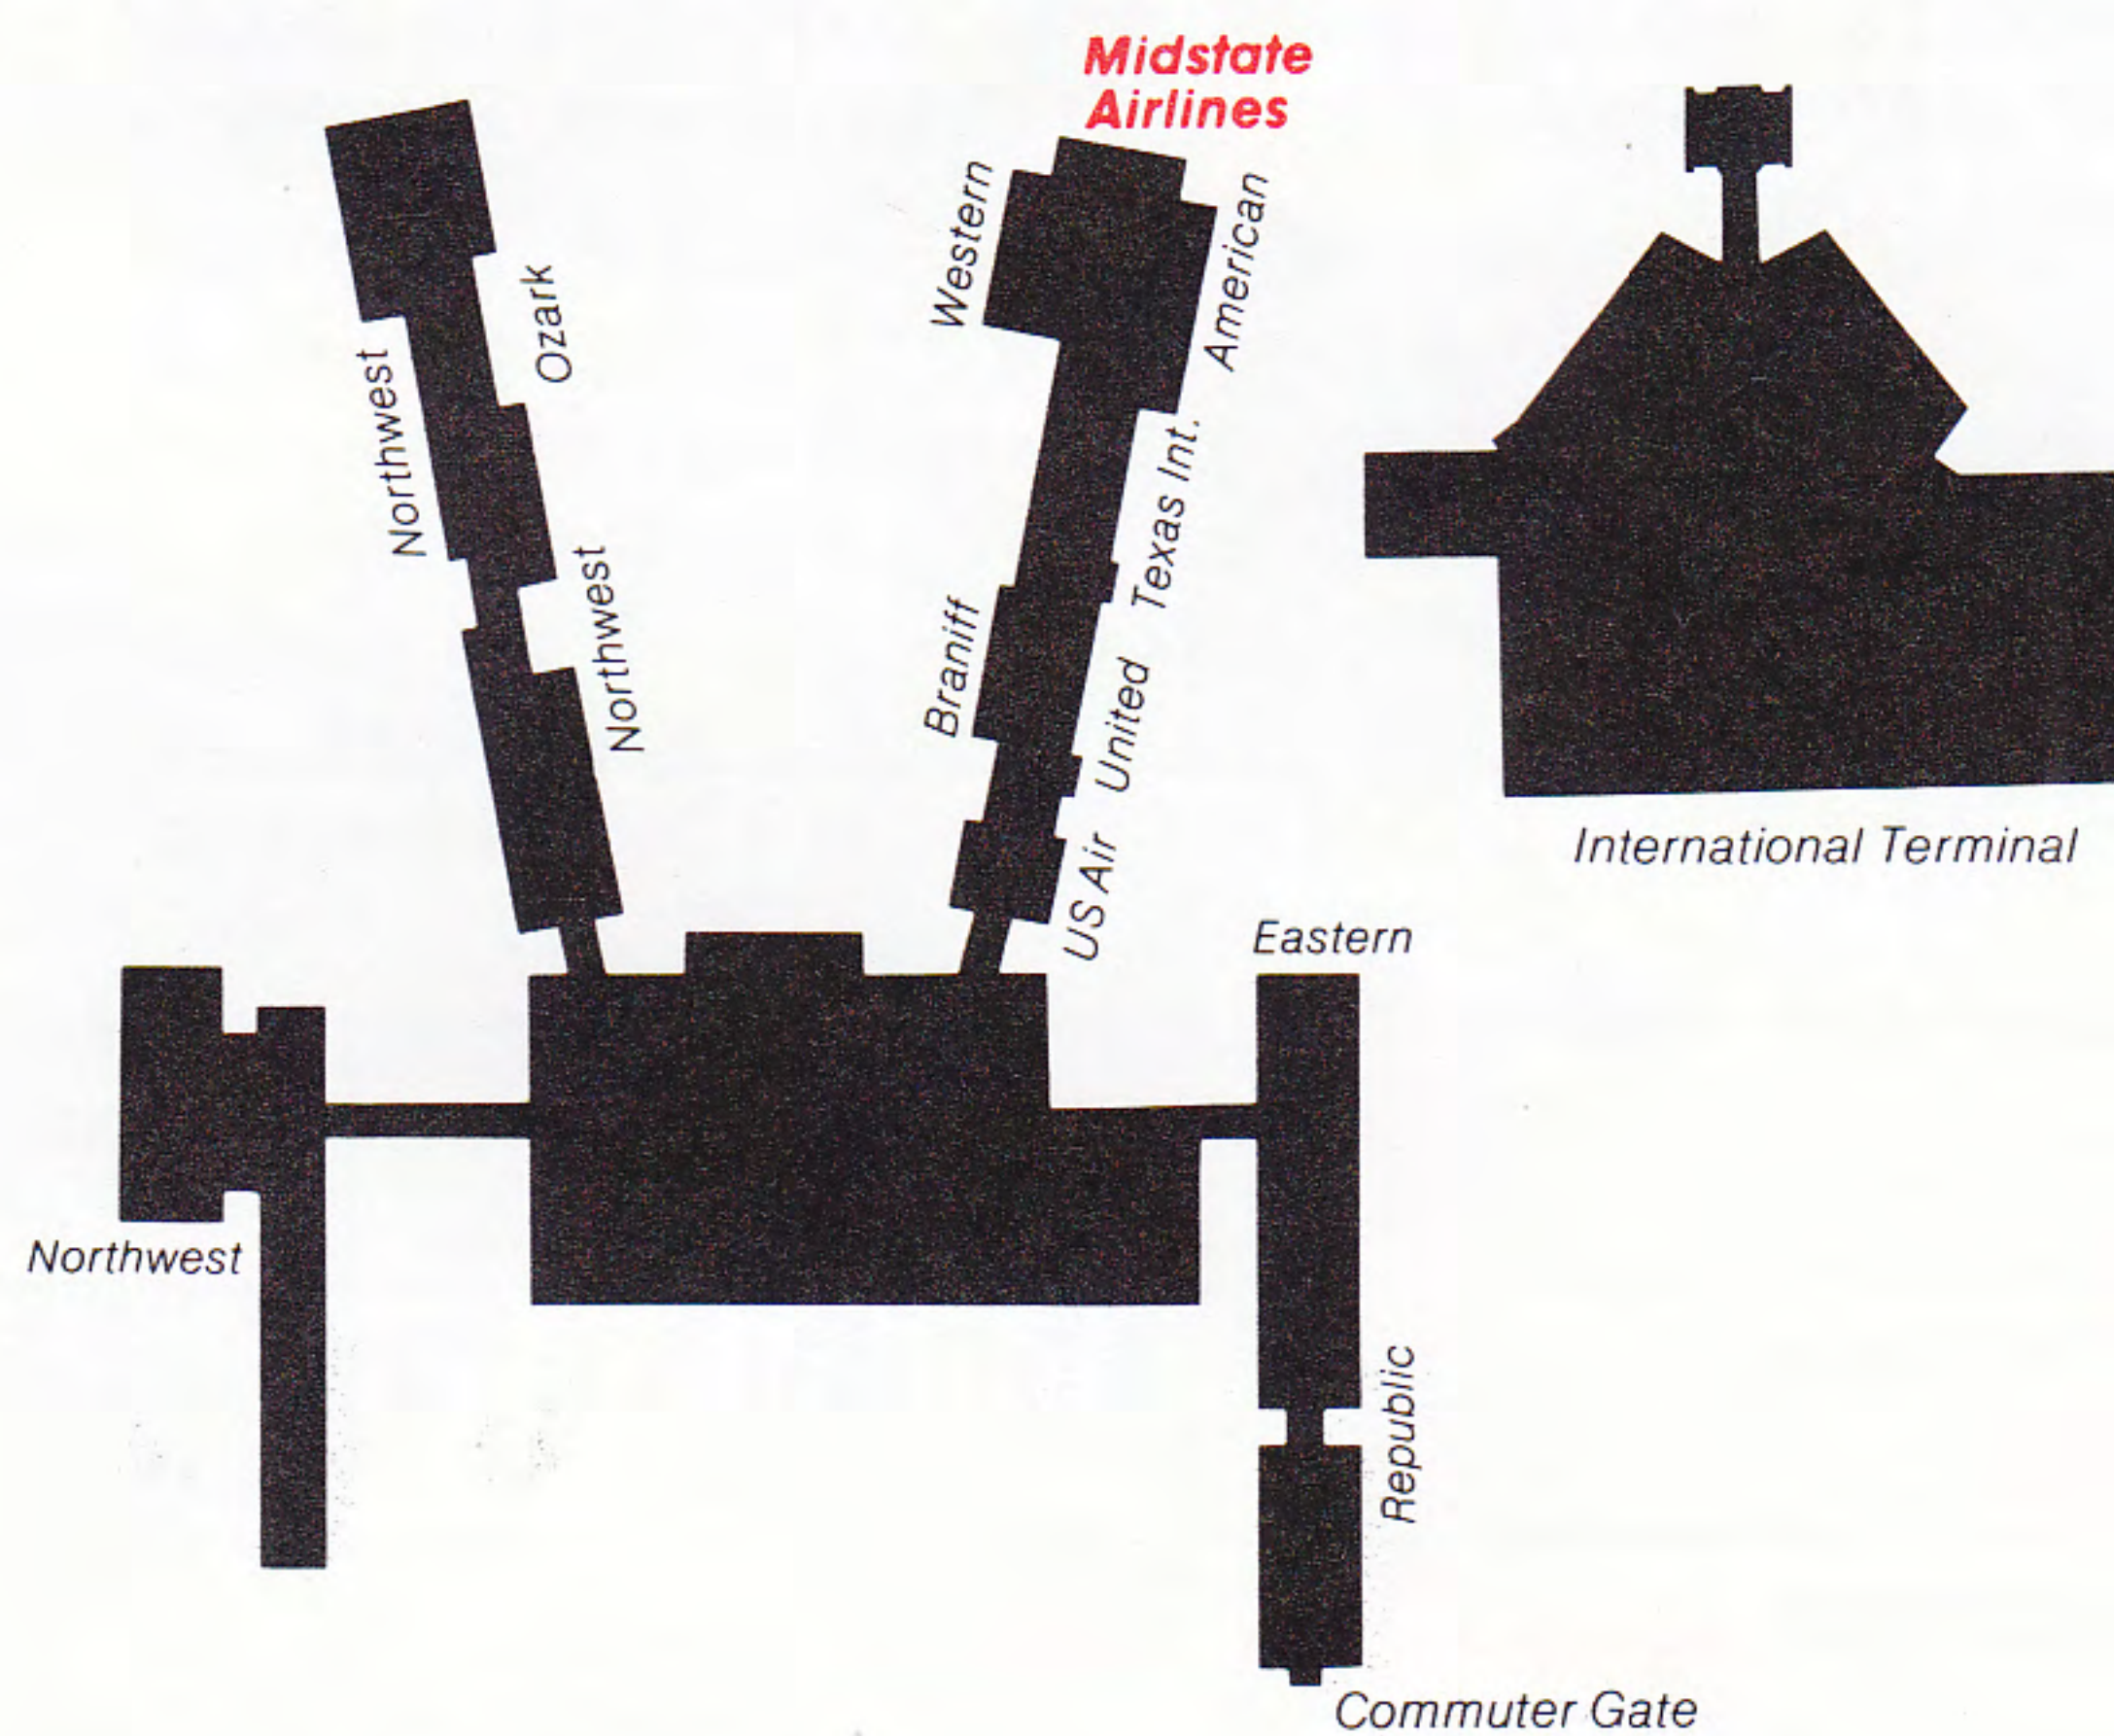 Midstate
Airlines
Western
American
Ozark
Northwest
Texas Int.
Northwest
Braniff
United
US Air
International Terminal
Eastern
Northwest
Republic
Commuter Gate